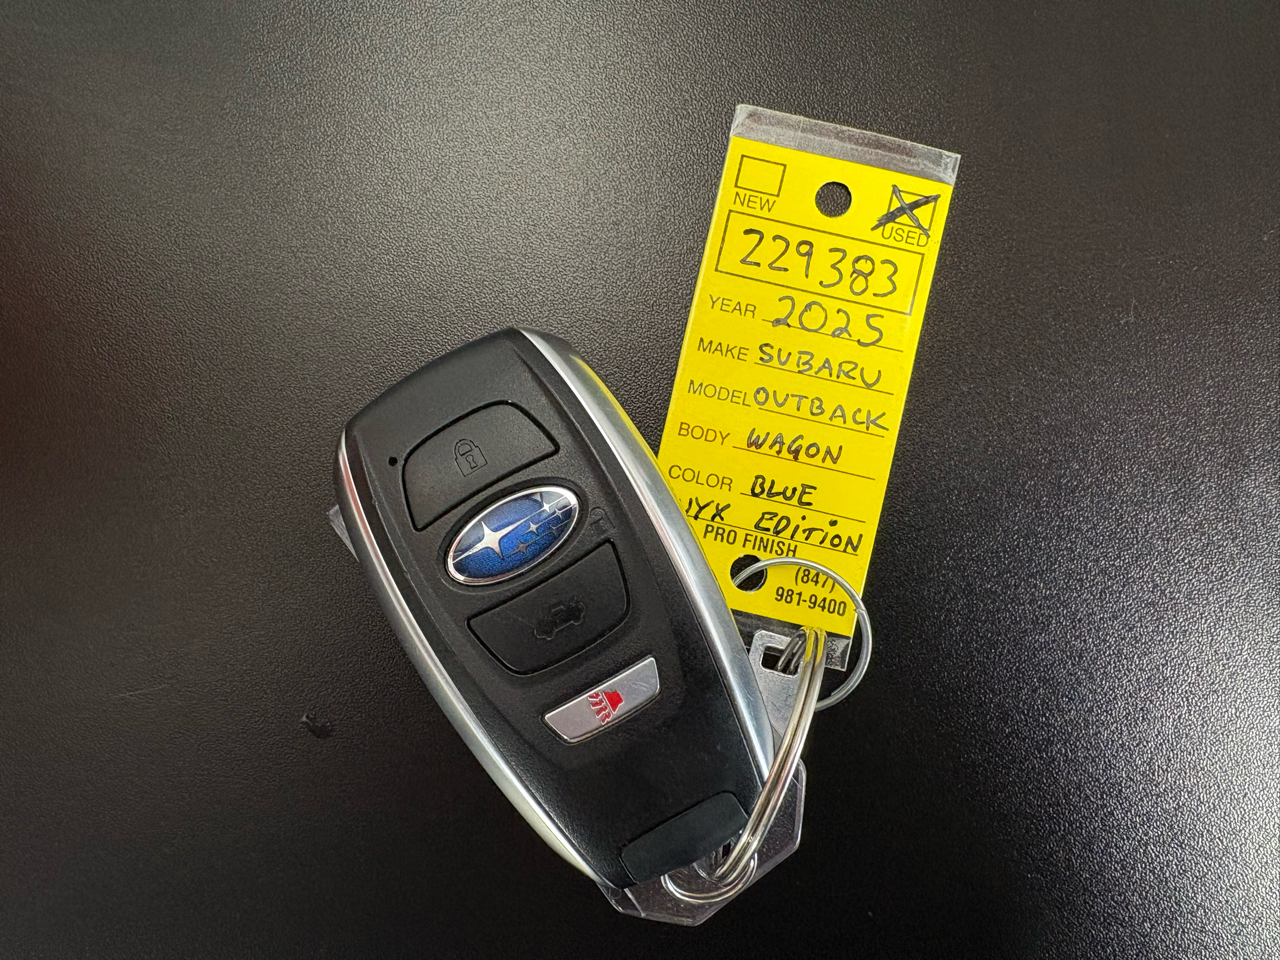 NEW
USED
229383
YEAR 2025
MAKE SUBARU
MODEL OUTBACK
BODY WAGON
COLOR BLUE
NYX EDITION
PRO FINISH
(847)
981-9400